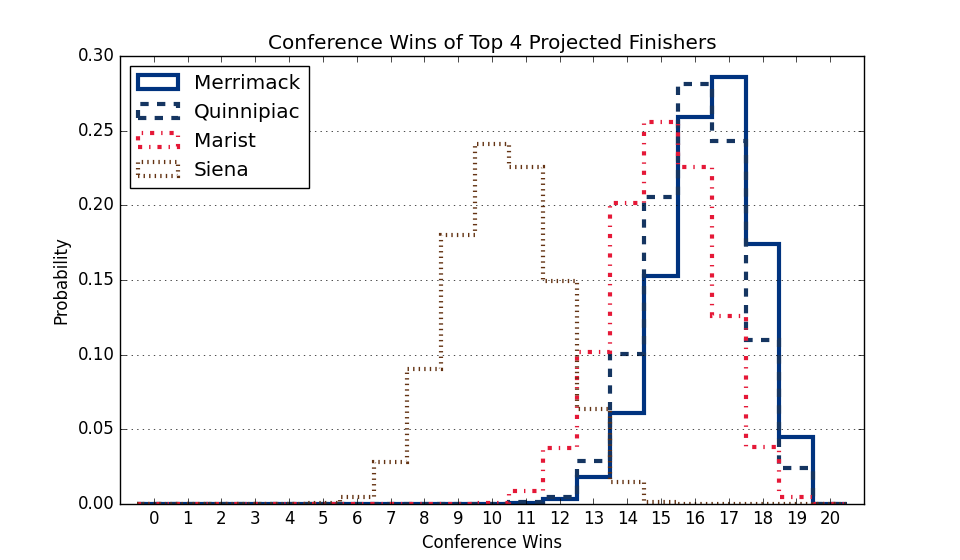 Conference Wins of Top 4 Projected Finishers
0.30
0.25
0.20
0.15
0.10
0.05
0.00
Probability
Merrimack
Quinnipiac
Marist
Siena
0 1 2 3 4 5 6 7 8 9 10 11 12 13 14 15 16 17 18 19 20
Conference Wins